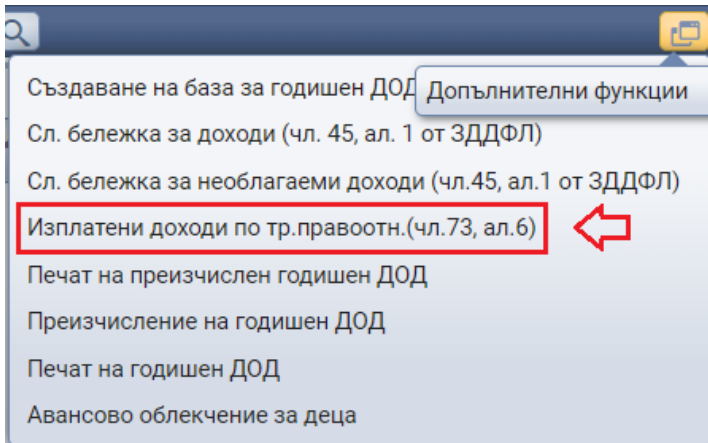 Създаване на база за годишен ДОД
Допълнителни функции
Сл. бележка за доходи (чл. 45, ал. 1 от ЗДДФЛ)
Сл. бележка за необлагаеми доходи (чл.45, ал.1 от ЗДДФЛ)
Изплатени доходи по тр.правоотн.(чл.73, ал.6)
Печат на преизчислен годишен ДОД
Преизчисление на годишен ДОД
Печат на годишен ДОД
Авансово облекчение за деца